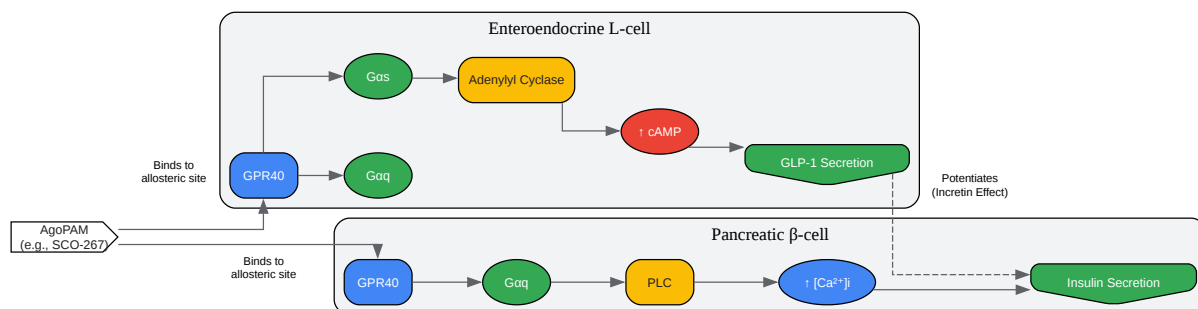 Enteroendocrine L-cell
Gαs
Adenylyl Cyclase
↑ cAMP
GLP-1 Secretion
Binds to
allosteric site
GPR40
Gαq
Potentiates
(Incretin Effect)
AgoPAM
(e.g., SCO-267)
Binds to
allosteric site
Pancreatic β-cell
GPR40
Gαq
PLC
↑ [Ca²⁺]i
Insulin Secretion